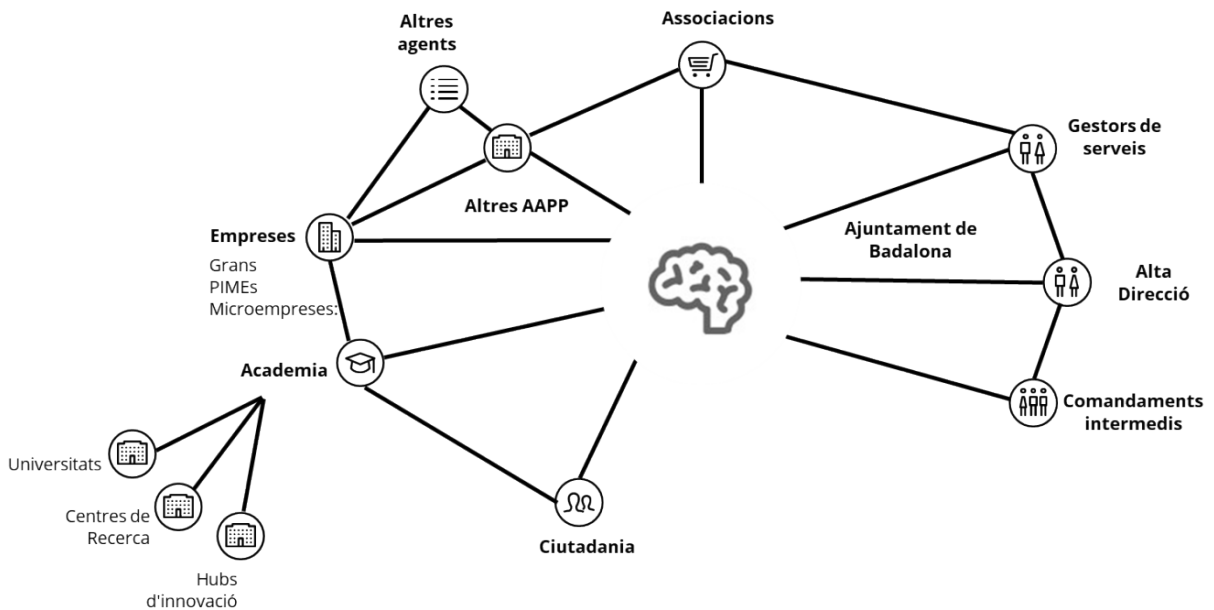 Altres
agents
Associacions
Gestors de
serveis
Altres AAPP
Empreses
Grans
PIMEs
Microempreses:
Ajuntament de
Badalona
Alta
Direcció
Academia
Comandaments
intermedis
Universitats
Centres de
Recerca
Hubs
d'innovació
Ciutadania